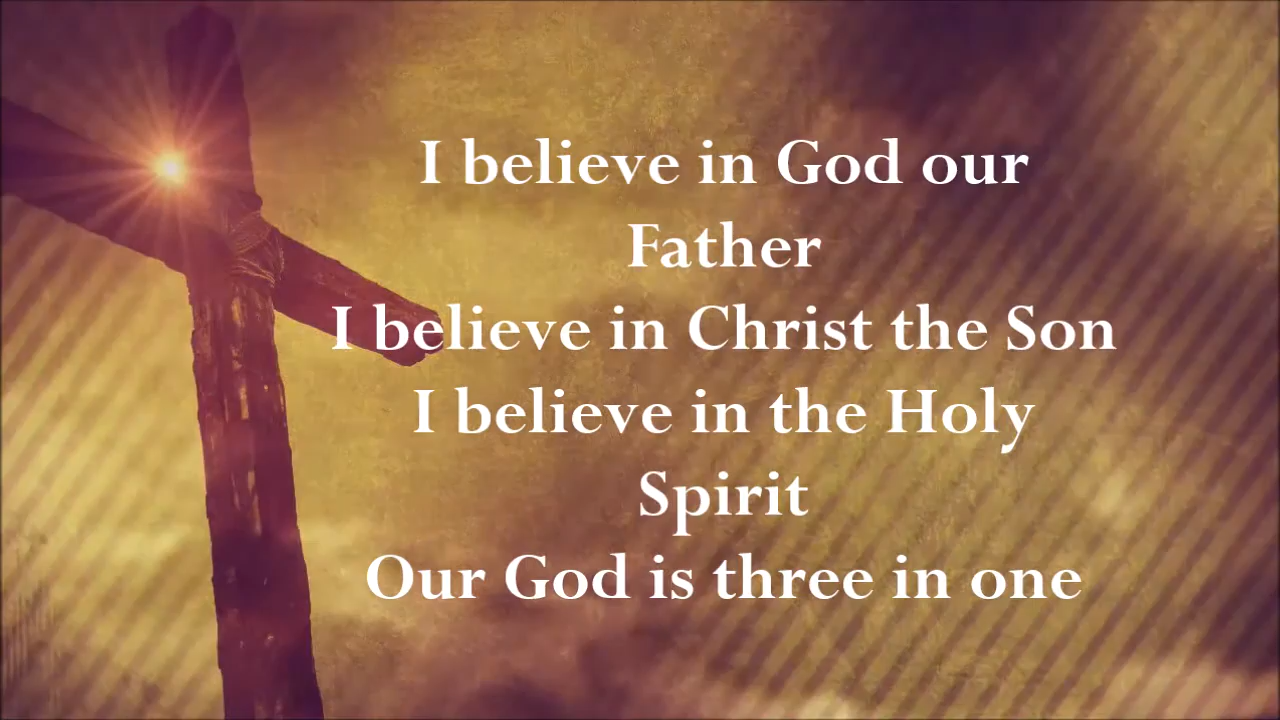 I believe in God our
Father
I believe in Christ the Son
I believe in the Holy
Spirit
Our God is three in one